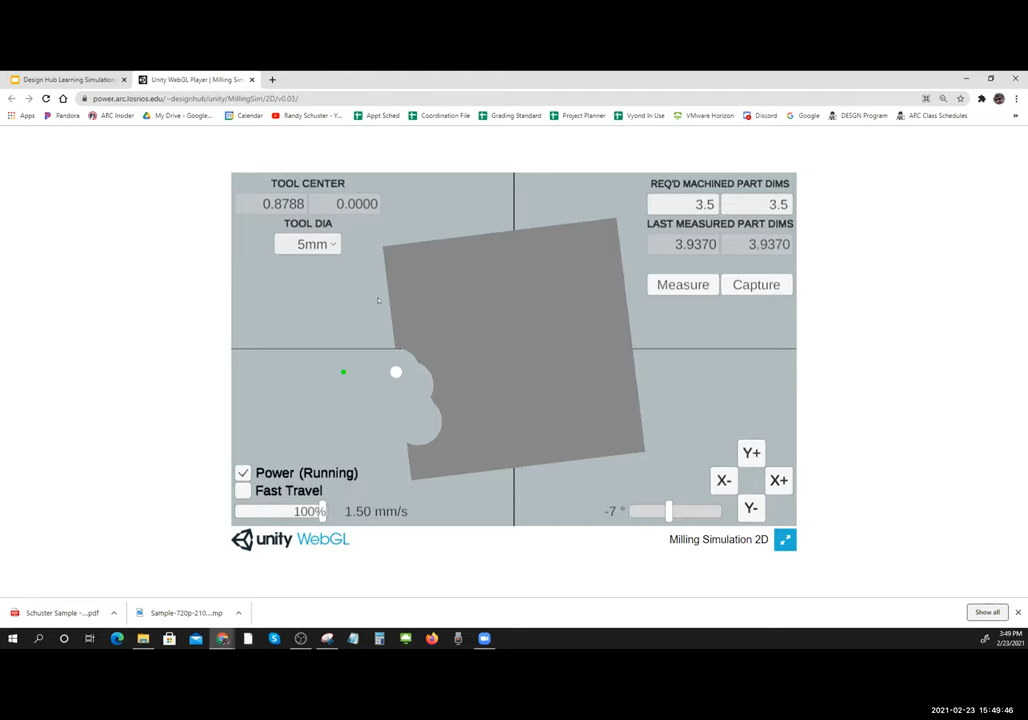 Design Hub Learning Simulation
Unity WebGL Player | Milling Sim
power.arc.losrios.edu/~designhub/unity/MillingSim/2D/v0.03/
Apps Pandora ARC Insider My Drive - Google... Calendar Randy Schuster - Y... Appt Sched Coordination File Grading Standard Project Planner Vyond In Use VMware Horizon Discord Google DESGN Program ARC Class Schedules »
TOOL CENTER
0.8788 0.0000
TOOL DIA
5mm
REQ'D MACHINED PART DIMS
3.5 3.5
LAST MEASURED PART DIMS
3.9370 3.9370
Measure Capture
Power (Running)
Fast Travel
100% 1.50 mm/s
-7 °
Y+
X- X+
Y-
unity WebGL
Milling Simulation 2D
Schuster Sample -....pdf
Sample-720p-210....mp
Show all
3:49 PM
2/23/2021
2021-02-23 15:49:46